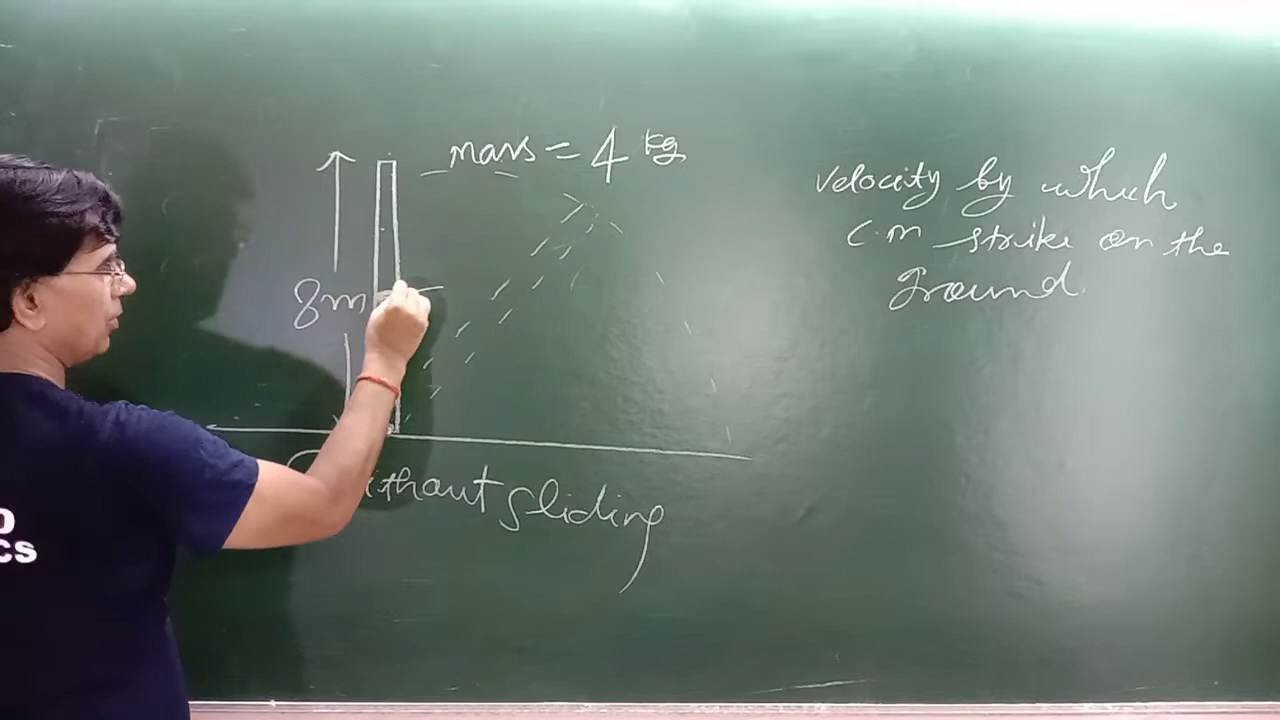 mass = 4 kg
velocity by which
C.M strike on the
ground.
8m
without sliding
CS